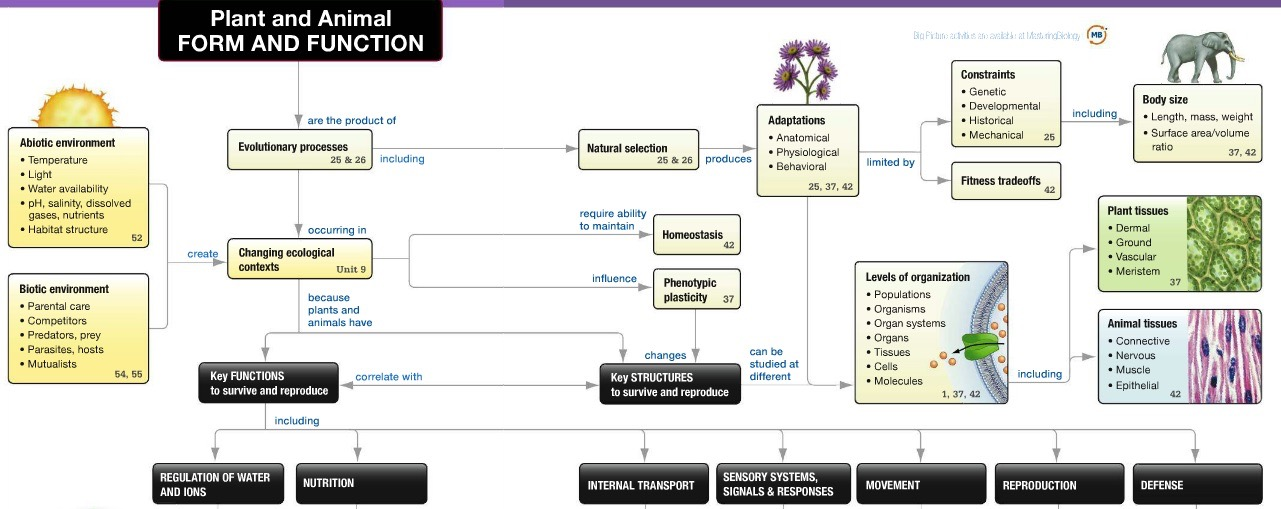 Plant and Animal
FORM AND FUNCTION
Big Picture activities are available at MasteringBiology
MB
are the product of
Evolutionary processes
25 & 26
including
Natural selection
25 & 26
produces
Adaptations
• Anatomical
• Physiological
• Behavioral
25, 37, 42
limited by
Constraints
• Genetic
• Developmental
• Historical
• Mechanical
25
including
Body size
• Length, mass, weight
• Surface area/volume
ratio
37, 42
Fitness tradeoffs
42
Abiotic environment
• Temperature
• Light
• Water availability
• pH, salinity, dissolved
gases, nutrients
• Habitat structure
52
Biotic environment
• Parental care
• Competitors
• Predators, prey
• Parasites, hosts
• Mutualists
54, 55
create
occurring in
Changing ecological
contexts
Unit 9
require ability
to maintain
Homeostasis
42
influence
Phenotypic
plasticity
37
because
plants and
animals have
changes
Key FUNCTIONS
to survive and reproduce
correlate with
Key STRUCTURES
to survive and reproduce
can be
studied at
different
Levels of organization
• Populations
• Organisms
• Organ systems
• Organs
• Tissues
• Cells
• Molecules
1, 37, 42
including
Plant tissues
• Dermal
• Ground
• Vascular
• Meristem
37
Animal tissues
• Connective
• Nervous
• Muscle
• Epithelial
42
including
REGULATION OF WATER
AND IONS
NUTRITION
INTERNAL TRANSPORT
SENSORY SYSTEMS,
SIGNALS & RESPONSES
MOVEMENT
REPRODUCTION
DEFENSE